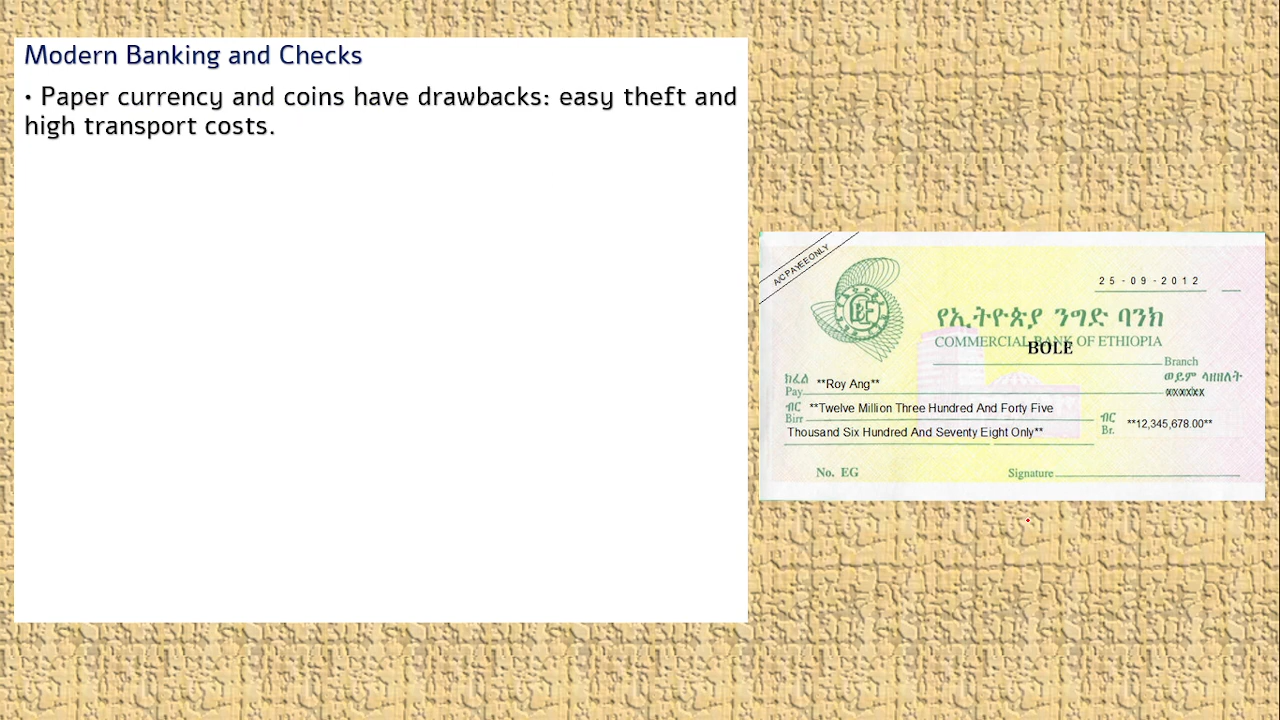 Modern Banking and Checks
• Paper currency and coins have drawbacks: easy theft and
high transport costs.
A/C PAYEE ONLY
25-09-2012
የኢትዮጵያ ንግድ ባንክ
COMMERCIAL BANK OF ETHIOPIA
BOLE
Branch
ክፈል
Pay
**Roy Ang**
ወይም ላዘዘለት
ብር
Birr
**Twelve Million Three Hundred And Forty Five
Thousand Six Hundred And Seventy Eight Only**
ብር
Br.
**12,345,678.00**
No. EG
Signature